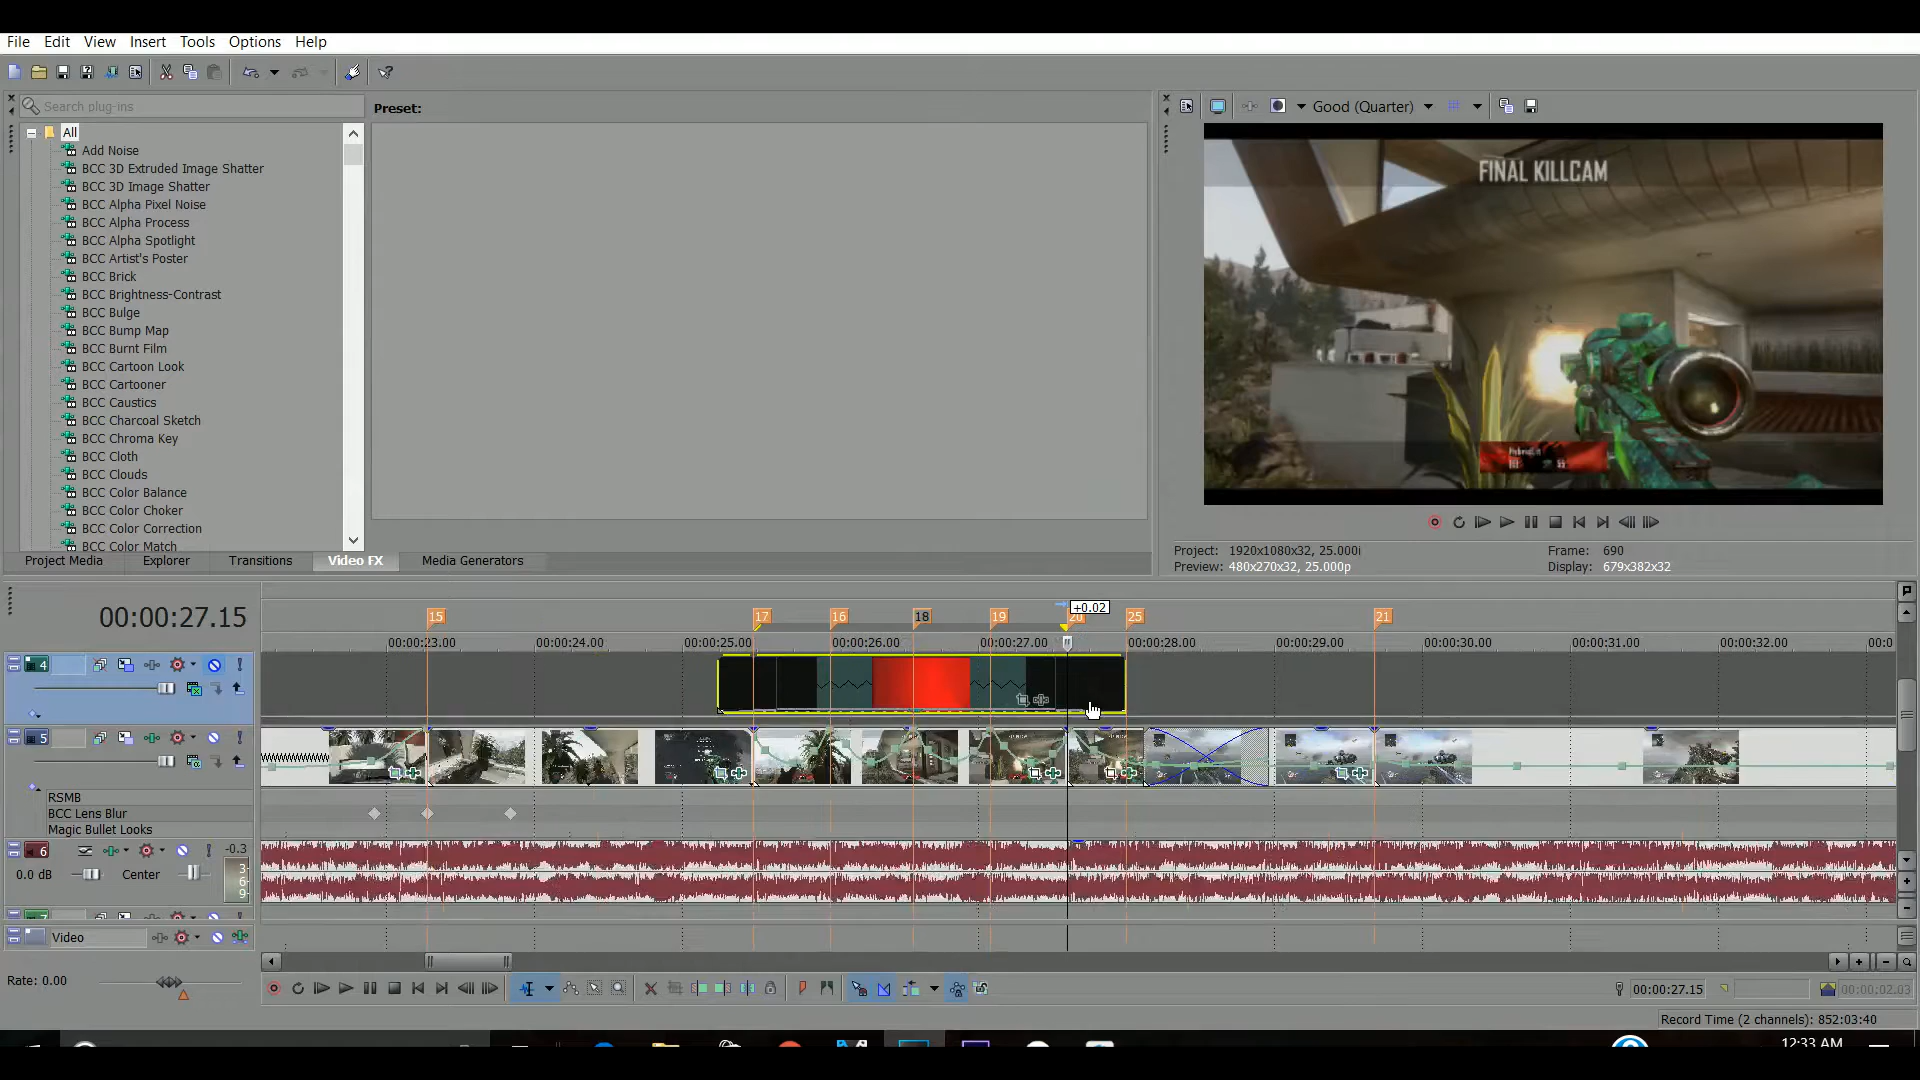 File Edit View Insert Tools Options Help
Search plug-ins
Preset:
Good (Quarter)
All
Add Noise
BCC 3D Extruded Image Shatter
BCC 3D Image Shatter
BCC Alpha Pixel Noise
BCC Alpha Process
BCC Alpha Spotlight
BCC Artist's Poster
BCC Brick
BCC Brightness-Contrast
BCC Bulge
BCC Bump Map
BCC Burnt Film
BCC Cartoon Look
BCC Cartooner
BCC Caustics
BCC Charcoal Sketch
BCC Chroma Key
BCC Cloth
BCC Clouds
BCC Color Balance
BCC Color Choker
BCC Color Correction
BCC Color Match
FINAL KILLCAM
Project Media Explorer Transitions Video FX Media Generators
Project: 1920x1080x32, 25.000i
Frame: 690
Preview: 480x270x32, 25.000p
Display: 679x382x32
00:00:27.15
+0.02
15 17 16 18 19 20 25 21
00:00:23.00 00:00:24.00 00:00:25.00 00:00:26.00 00:00:27.00 00:00:28.00 00:00:29.00 00:00:30.00 00:00:31.00 00:00:32.00 00:0
4
5
RSMB
BCC Lens Blur
Magic Bullet Looks
6 -0.3
0.0 dB Center
3
6
9
7
Video
Rate: 0.00
00:00:27.15
00:00:02.03
Record Time (2 channels): 852:03:40
12:33 AM